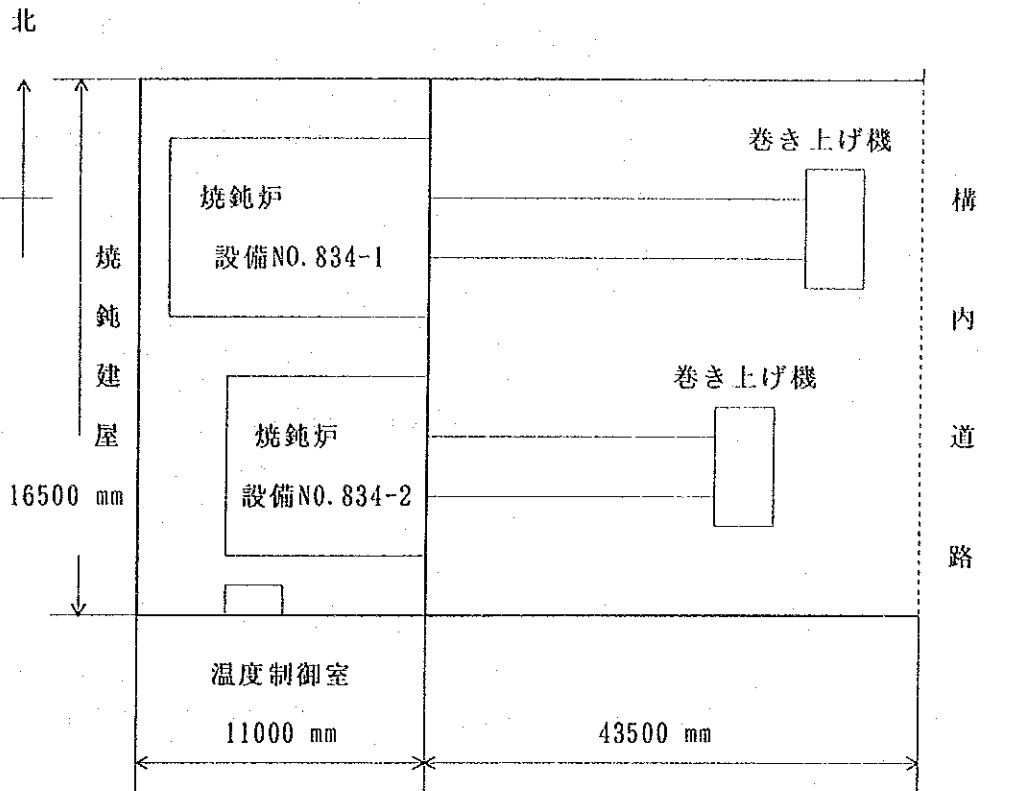 北
巻き上げ機
焼鈍炉
設備NO.834-1
構内道路
焼鈍建屋
巻き上げ機
焼鈍炉
設備NO.834-2
16500 mm
温度制御室
11000 mm
43500 mm